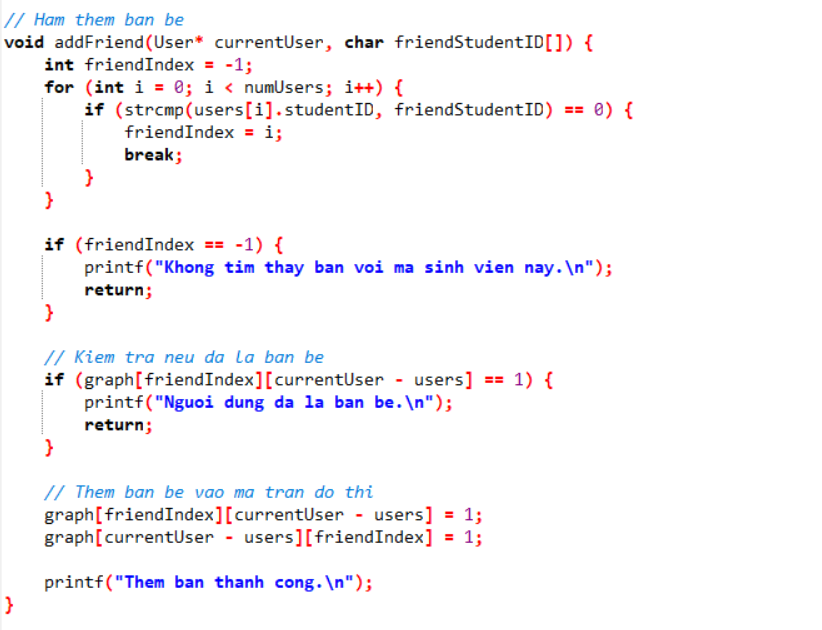 // Ham them ban be
void addFriend(User* currentUser, char friendStudentID[]) {
    int friendIndex = -1;
    for (int i = 0; i < numUsers; i++) {
        if (strcmp(users[i].studentID, friendStudentID) == 0) {
            friendIndex = i;
            break;
        }
    }

    if (friendIndex == -1) {
        printf("Khong tim thay ban voi ma sinh vien nay.\n");
        return;
    }

    // Kiem tra neu da la ban be
    if (graph[friendIndex][currentUser - users] == 1) {
        printf("Nguoi dung da la ban be.\n");
        return;
    }

    // Them ban be vao ma tran do thi
    graph[friendIndex][currentUser - users] = 1;
    graph[currentUser - users][friendIndex] = 1;

    printf("Them ban thanh cong.\n");
}